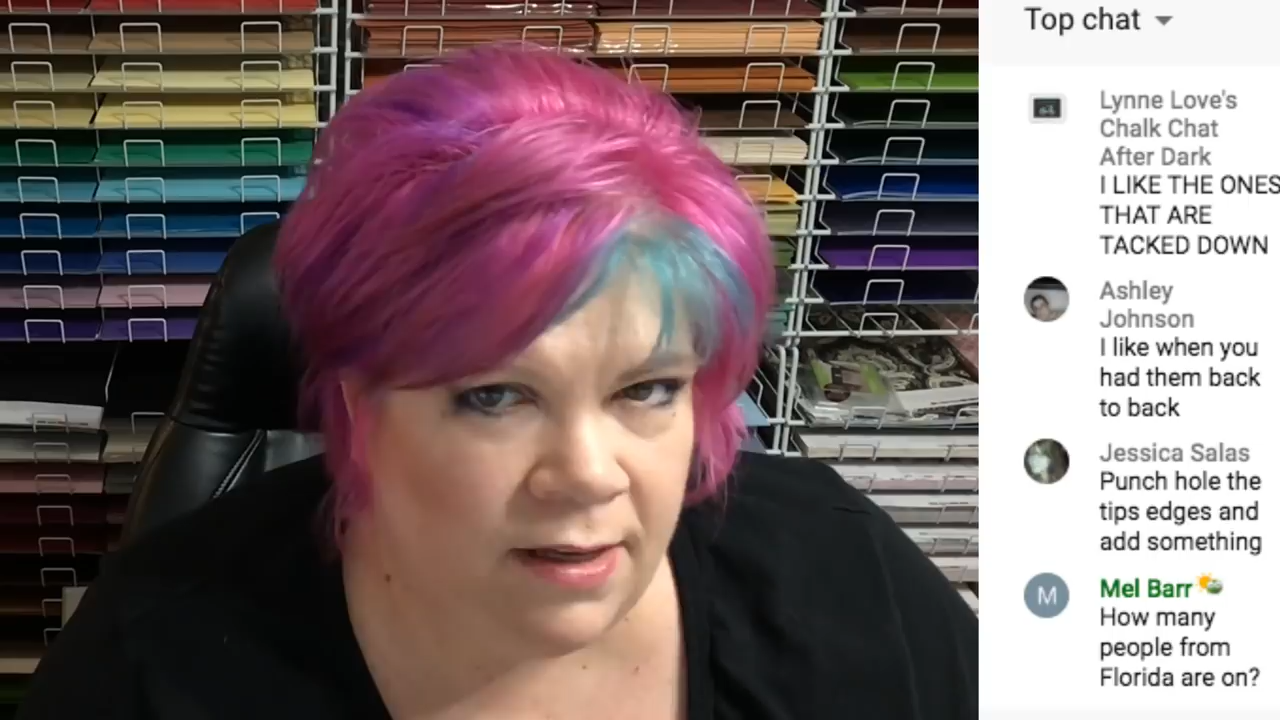 Top chat
Lynne Love's
Chalk Chat
After Dark
I LIKE THE ONES
THAT ARE
TACKED DOWN
Ashley
Johnson
I like when you
had them back
to back
Jessica Salas
Punch hole the
tips edges and
add something
M
Mel Barr
How many
people from
Florida are on?